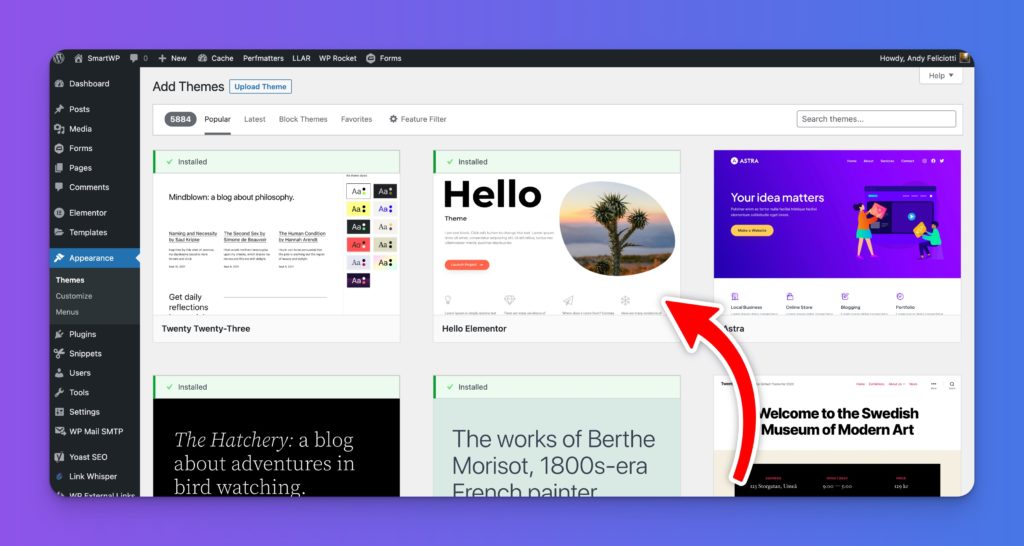 SmartWP 0 + New Cache Perfmatters LLAR WP Rocket Forms Howdy, Andy Feliciotti
Help
Dashboard
Posts
Media
Forms
Pages
Comments
Elementor
Templates
Appearance
Themes
Customize
Menus
Plugins
Snippets
Users
Tools
Settings
WP Mail SMTP
Yoast SEO
Link Whisper
WP External Links
Add Themes Upload Theme
5884 Popular Latest Block Themes Favorites Feature Filter Search themes...
Installed
Mindblown: a blog about philosophy.
Naming and Necessity
by Saul Kripke
The Second Sex by
Simone de Beauvoir
The Human Condition
by Hannah Arendt
Get daily
reflections
Aa
Aa
Aa
Aa
Aa
Aa
Aa
Aa
Aa
Aa
Aa
Twenty Twenty-Three
Installed
Hello
Theme
Launch Project
Hello Elementor
ASTRA
Home About Services Contact
Your idea matters
Make a Website
Local Business
Online Store
Blogging
Portfolio
Astra
Installed
The Hatchery: a blog
about adventures in
bird watching.
Installed
The works of Berthe
Morisot, 1800s-era
French painter
Welcome to the Swedish
Museum of Modern Art